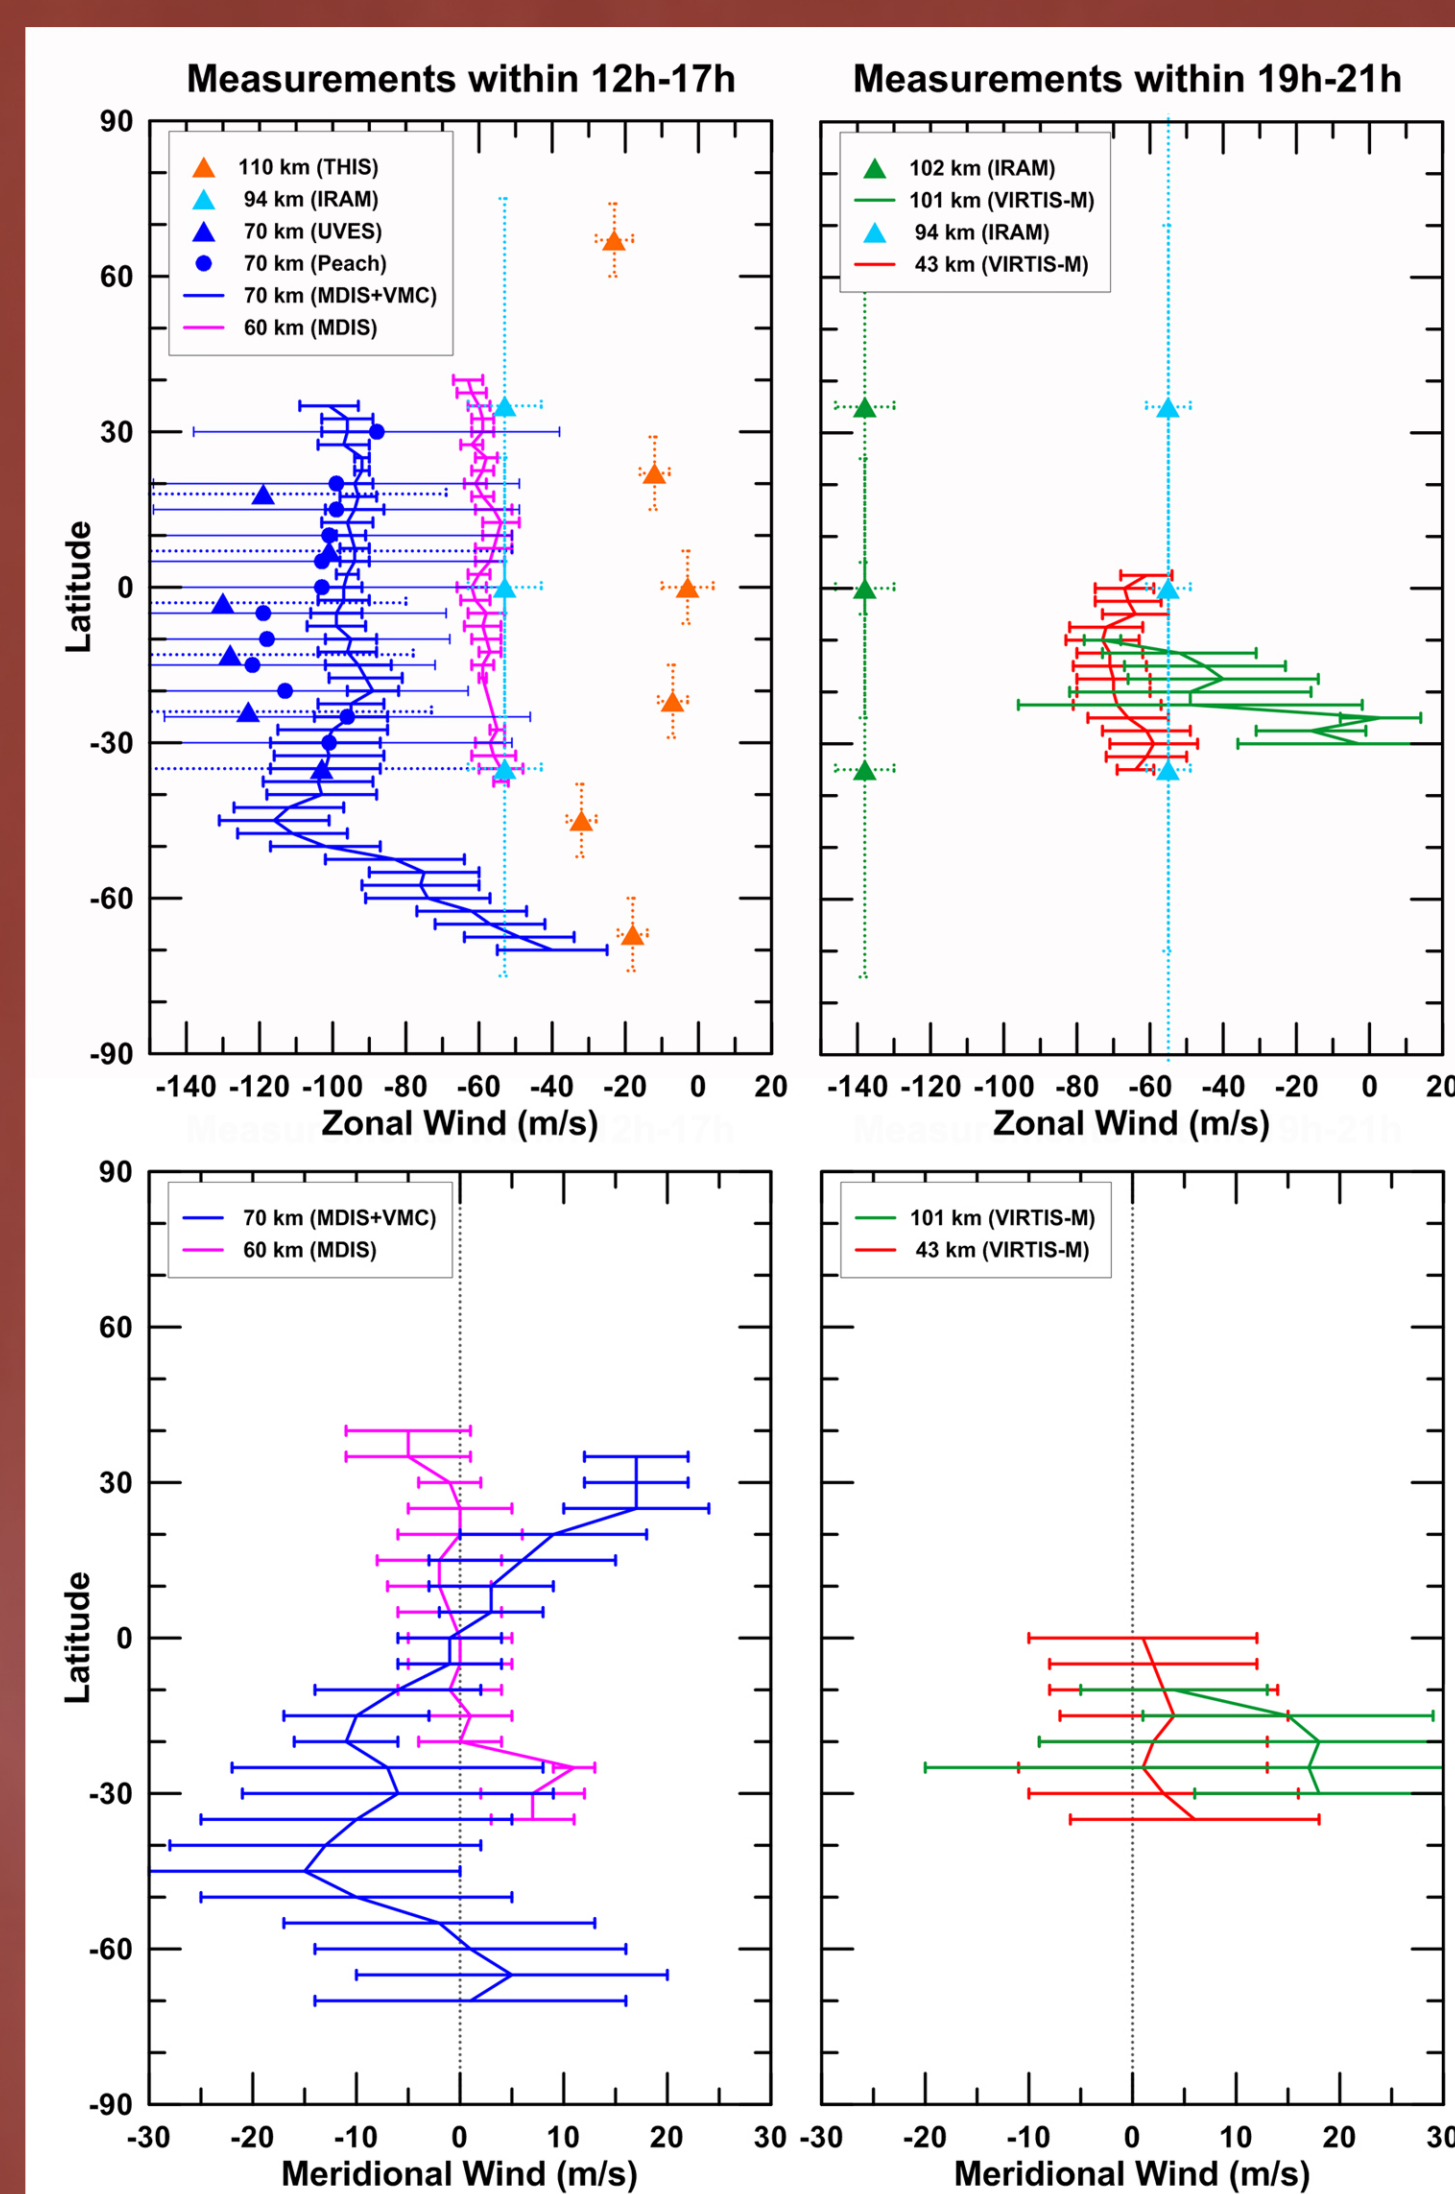 Measurements within 12h-17h
Measurements within 19h-21h
90
60
30
0
-30
-60
-90
Latitude
110 km (THIS)
94 km (IRAM)
70 km (UVES)
70 km (Peach)
70 km (MDIS+VMC)
60 km (MDIS)
102 km (IRAM)
101 km (VIRTIS-M)
94 km (IRAM)
43 km (VIRTIS-M)
-140 -120 -100 -80 -60 -40 -20 0 20
-140 -120 -100 -80 -60 -40 -20 0 20
Zonal Wind (m/s)
Zonal Wind (m/s)
90
60
30
0
-30
-60
-90
Latitude
70 km (MDIS+VMC)
60 km (MDIS)
101 km (VIRTIS-M)
43 km (VIRTIS-M)
-30 -20 -10 0 10 20 30
-30 -20 -10 0 10 20 30
Meridional Wind (m/s)
Meridional Wind (m/s)